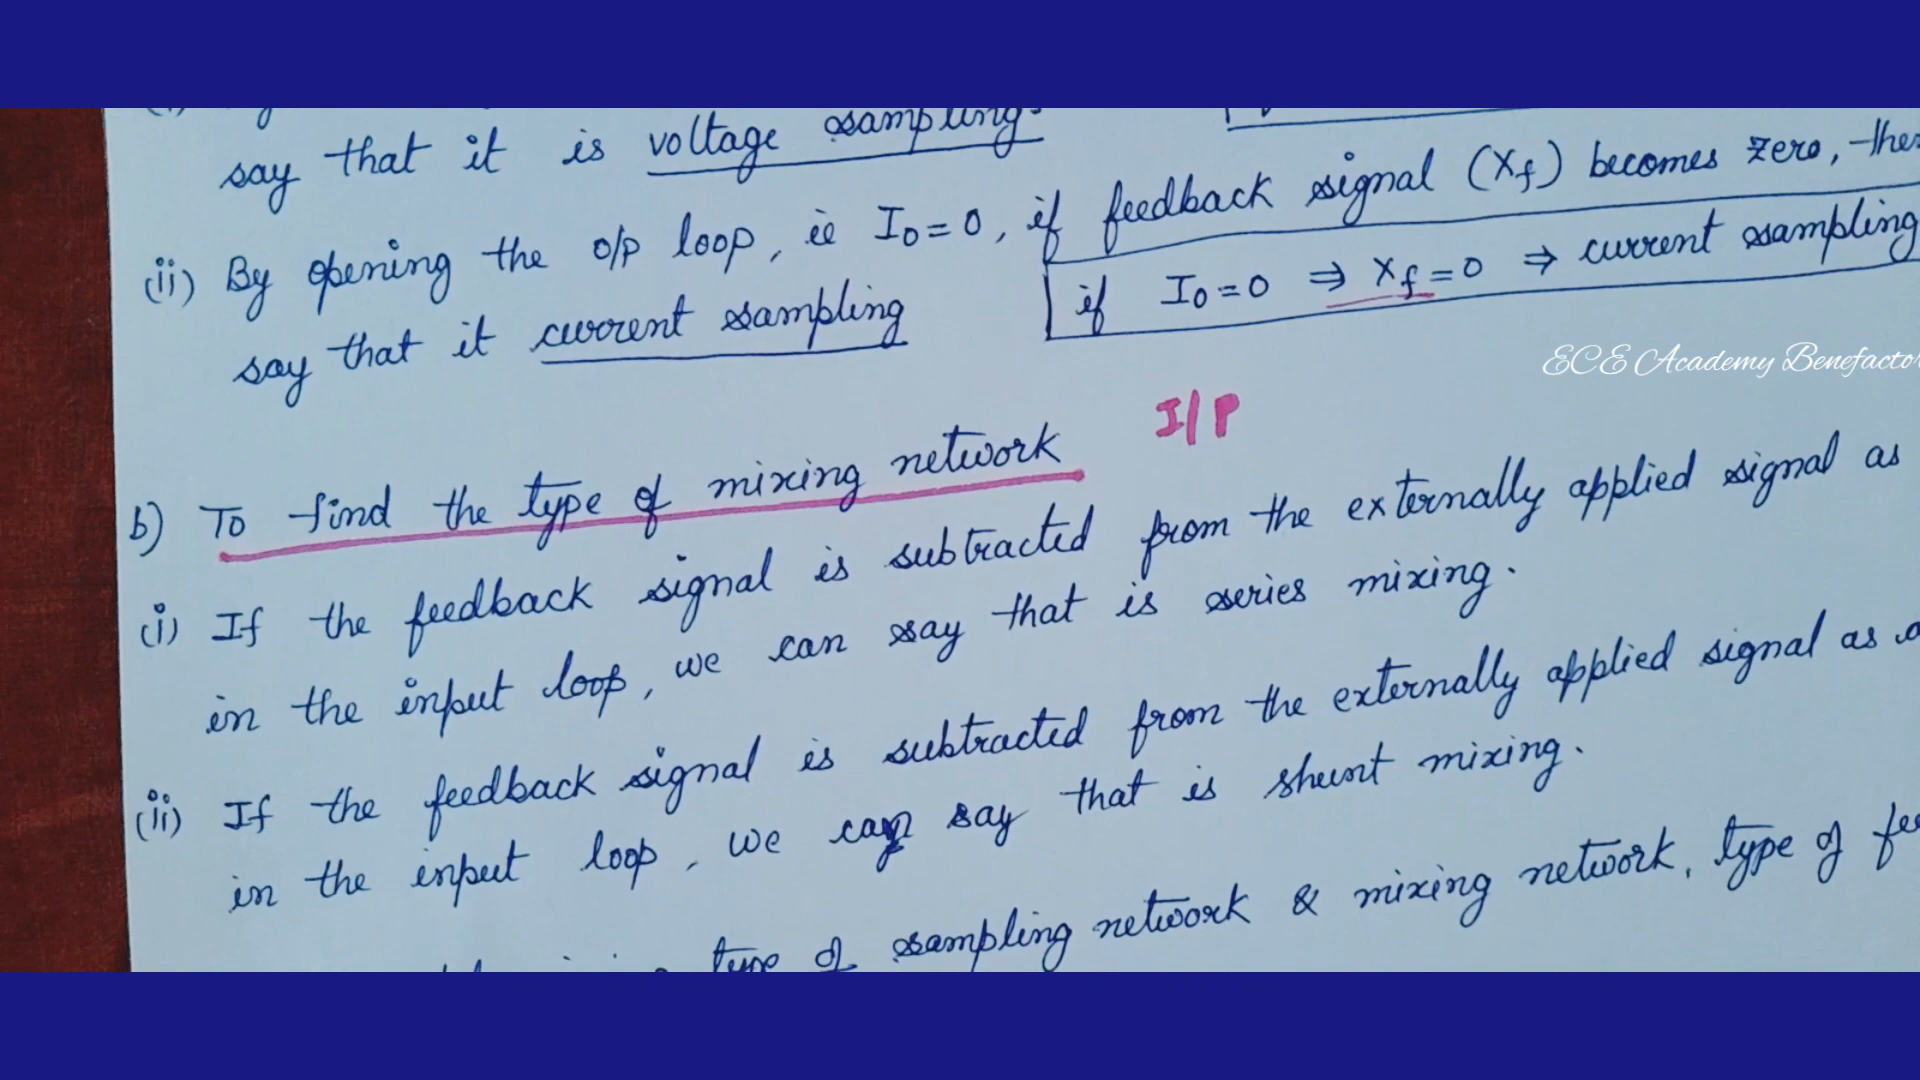 say that it is voltage sampling.
(ii) By opening the o/p loop, ie I₀=0, if feedback signal (Xf) becomes zero, then
say that it current sampling
if I₀=0 ⇒ Xf=0 ⇒ current sampling
ECE Academy Benefactor
b) To find the type of mixing network I/P
(i) If the feedback signal is subtracted from the externally applied signal as
in the input loop, we can say that is series mixing.
(ii) If the feedback signal is subtracted from the externally applied signal as a
in the input loop, we can say that is shunt mixing.
type of sampling network & mixing network, type of fee